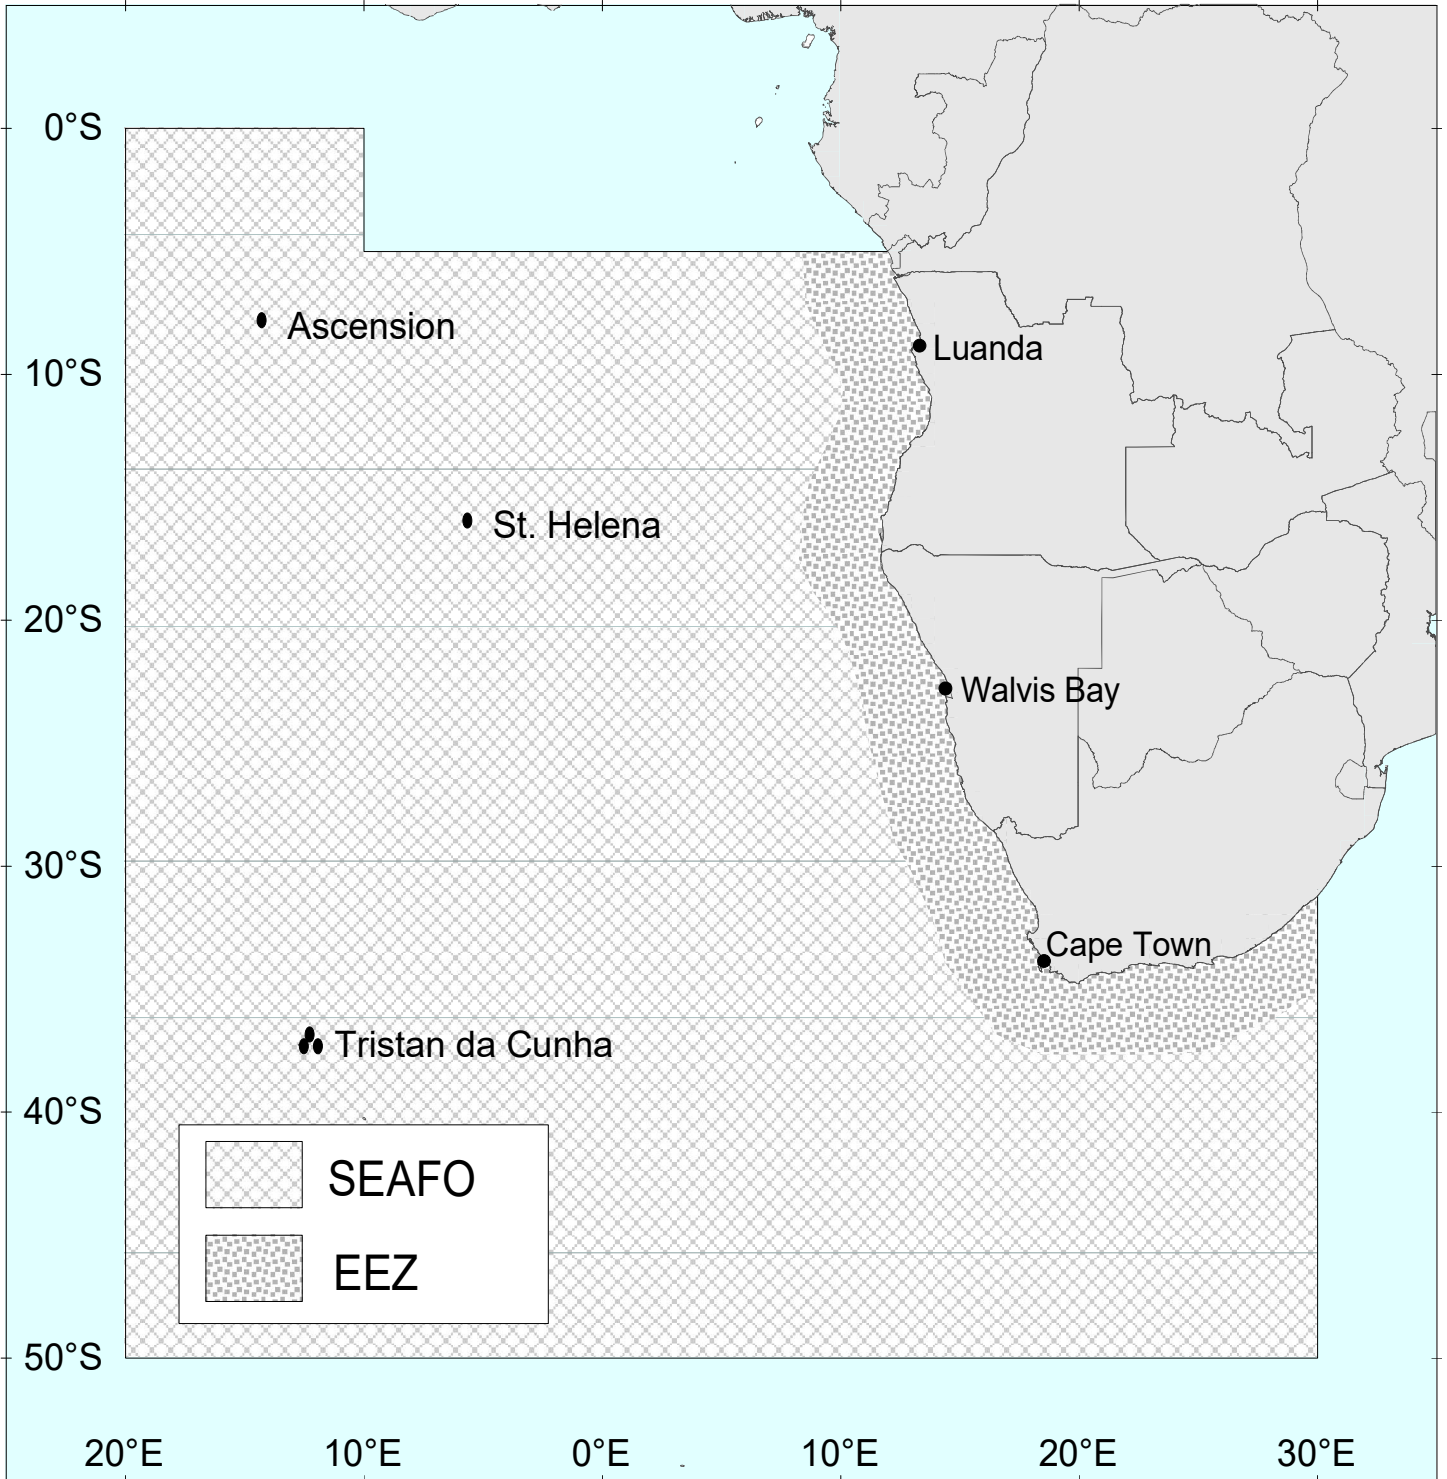 0°S
Ascension
Luanda
10°S
St. Helena
20°S
Walvis Bay
30°S
Cape Town
Tristan da Cunha
40°S
SEAFO
EEZ
50°S
20°E
10°E
0°E
10°E
20°E
30°E